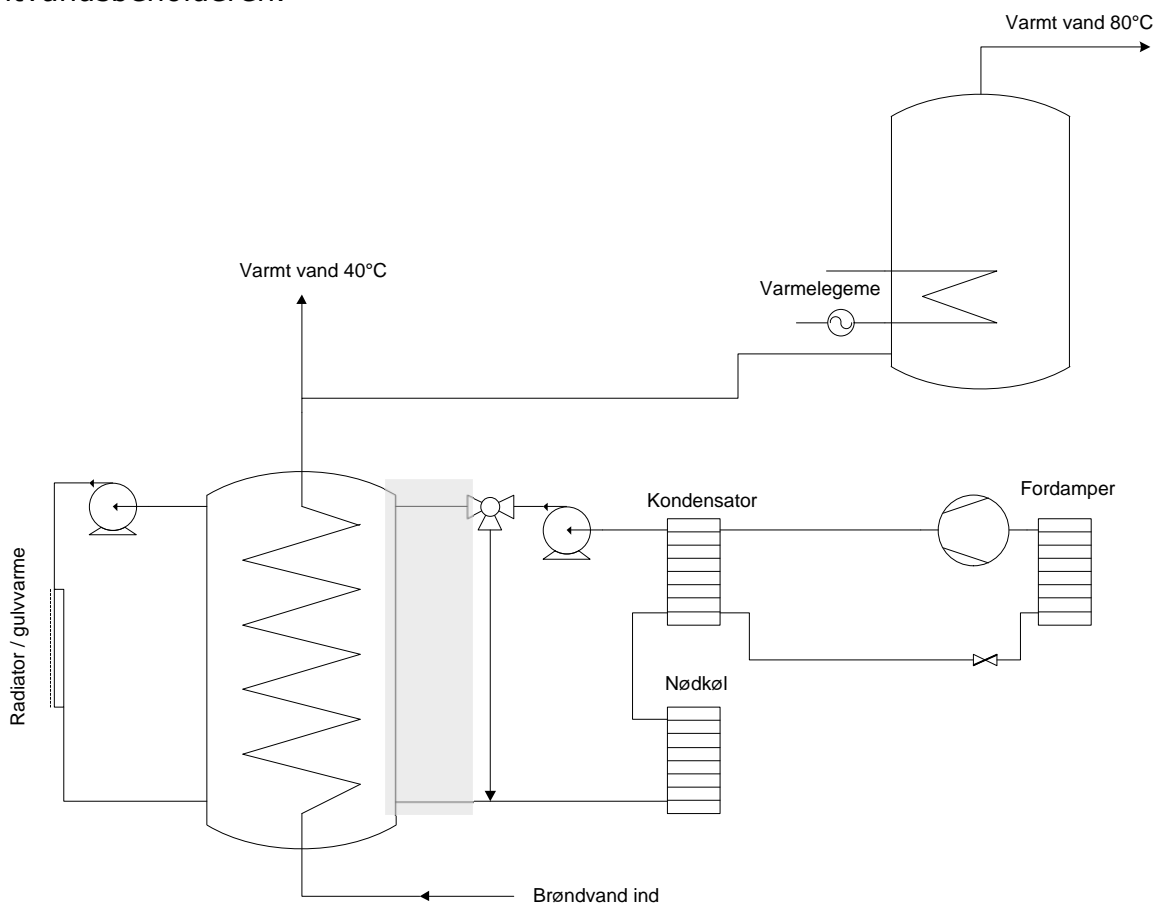 Varmt vand 80°C
Varmt vand 40°C
Varmelegeme
Kondensator
Fordamper
Radiator / gulvvarme
Nødkøl
Brøndvand ind